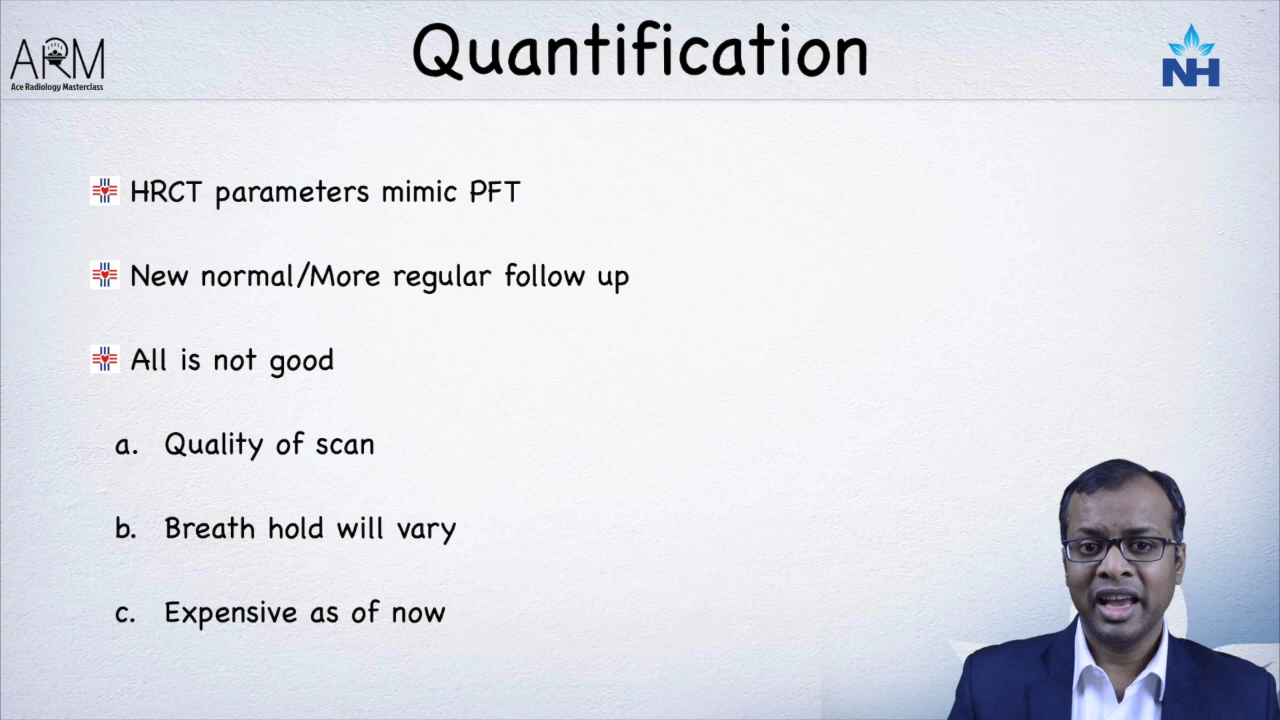 ARM
Ace Radiology Masterclass
Quantification
NH
HRCT parameters mimic PFT
New normal/More regular follow up
All is not good
a. Quality of scan
b. Breath hold will vary
c. Expensive as of now